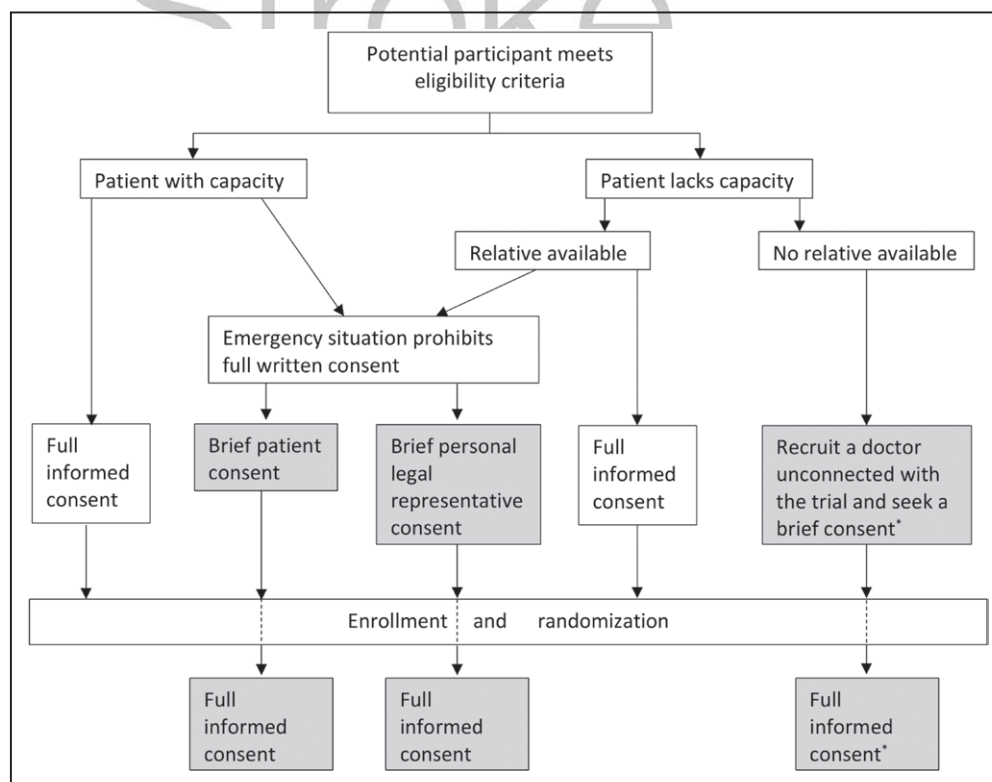 Stroke
Potential participant meets
eligibility criteria
Patient with capacity
Patient lacks capacity
Relative available
No relative available
Emergency situation prohibits
full written consent
Full
informed
consent
Brief patient
consent
Brief personal
legal
representative
consent
Full
informed
consent
Recruit a doctor
unconnected with
the trial and seek a
brief consent*
Enrollment and randomization
Full
informed
consent
Full
informed
consent
Full
informed
consent*